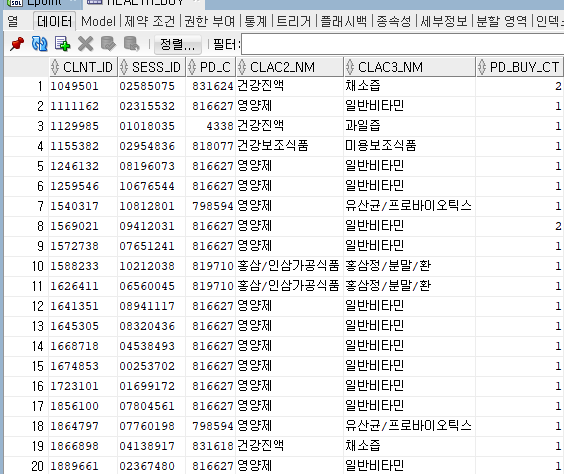 Epoint HEALTH_BUY
열 데이터 Model 제약 조건 권한 부여 통계 트리거 플래시백 종속성 세부정보 분할 영역 인덱
정렬... 필터:
CLNT_ID SESS_ID PD_C CLAC2_NM CLAC3_NM PD_BUY_CT
1 1049501 02585075 831624 건강진액 채소즙 2
2 1111162 02315532 816627 영양제 일반비타민 1
3 1129985 01018035 4338 건강진액 과일즙 1
4 1155382 02954836 818077 건강보조식품 미용보조식품 1
5 1246132 08196073 816627 영양제 일반비타민 1
6 1259546 10676544 816627 영양제 일반비타민 1
7 1540317 10812801 798594 영양제 유산균/프로바이오틱스 1
8 1569021 09412031 816627 영양제 일반비타민 2
9 1572738 07651241 816627 영양제 일반비타민 1
10 1588233 10212038 819710 홍삼/인삼가공식품 홍삼정/분말/환 1
11 1626411 06560045 819710 홍삼/인삼가공식품 홍삼정/분말/환 1
12 1641351 08941117 816627 영양제 일반비타민 1
13 1645305 08320436 816627 영양제 일반비타민 1
14 1668718 04538493 816627 영양제 일반비타민 1
15 1674853 00253702 816627 영양제 일반비타민 1
16 1723101 01699172 816627 영양제 일반비타민 1
17 1856100 07804561 816627 영양제 일반비타민 1
18 1864797 07760198 798594 영양제 유산균/프로바이오틱스 1
19 1866898 04138917 831618 건강진액 채소즙 1
20 1889661 02367480 816627 영양제 일반비타민 1